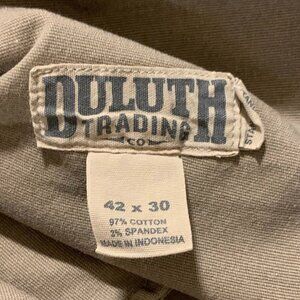 DULUTH
TRADING
CO
42 x 30
97% COTTON
3% SPANDEX
MADE IN INDONESIA